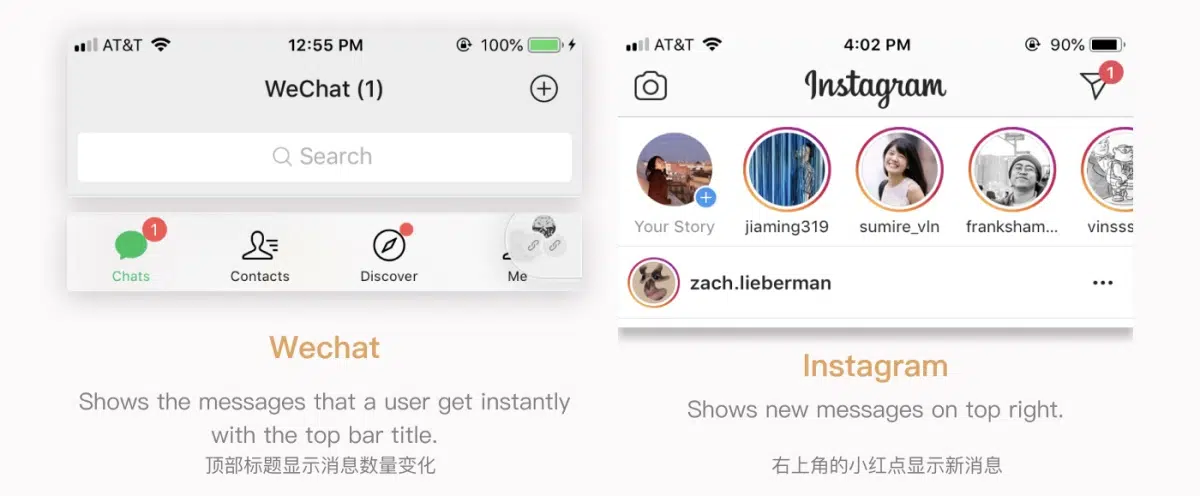 AT&T 12:55 PM 100%
WeChat (1)
Search
1
Chats Contacts Discover Me
Wechat
Shows the messages that a user get instantly
with the top bar title.
顶部标题显示消息数量变化
AT&T 4:02 PM 90%
Instagram 1
Your Story jiaming319 sumire_vln franksham... vinsss
zach.lieberman
Instagram
Shows new messages on top right.
右上角的小红点显示新消息